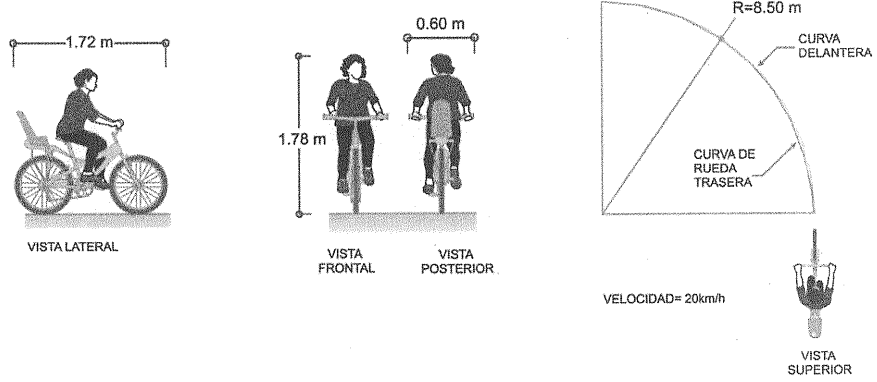 1.72 m
VISTA LATERAL
0.60 m
1.78 m
VISTA
FRONTAL
VISTA
POSTERIOR
R=8.50 m
CURVA
DELANTERA
CURVA DE
RUEDA
TRASERA
VELOCIDAD= 20km/h
VISTA
SUPERIOR